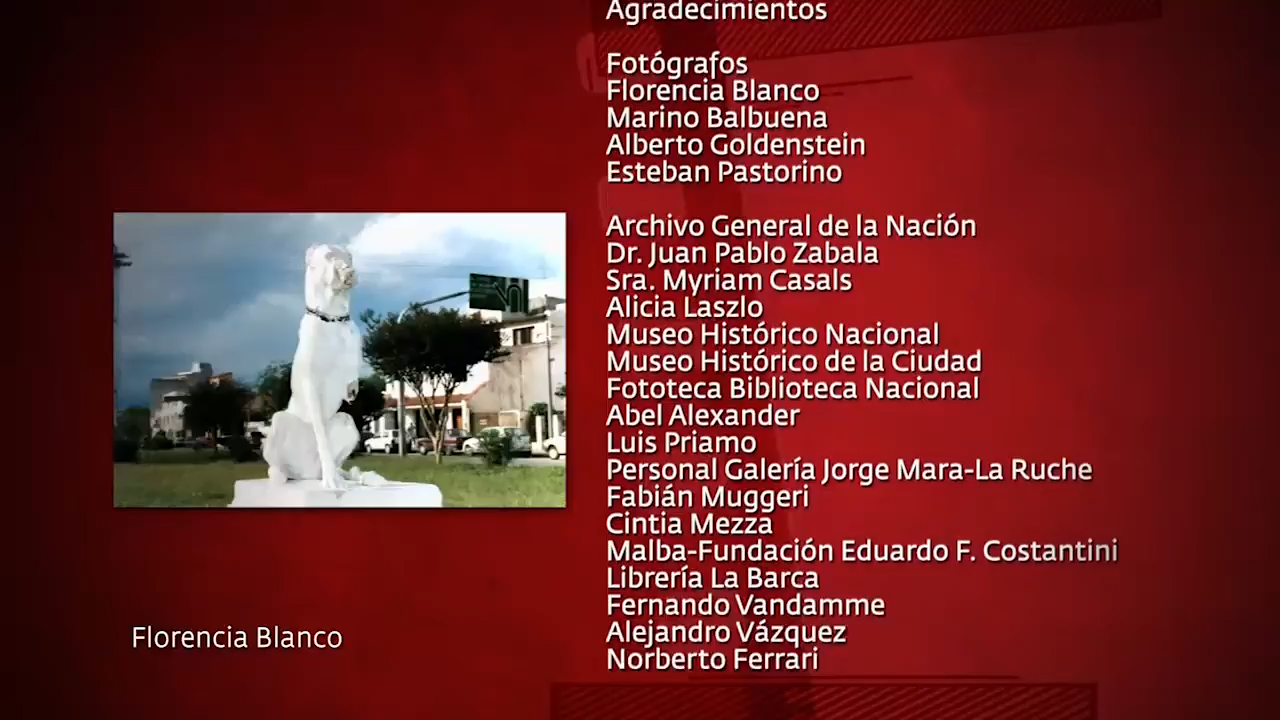 Agradecimientos
Fotógrafos
Florencia Blanco
Marino Balbuena
Alberto Goldenstein
Esteban Pastorino
Archivo General de la Nación
Dr. Juan Pablo Zabala
Sra. Myriam Casals
Alicia Laszlo
Museo Histórico Nacional
Museo Histórico de la Ciudad
Fototeca Biblioteca Nacional
Abel Alexander
Luis Priamo
Personal Galería Jorge Mara-La Ruche
Fabián Muggeri
Cintia Mezza
Malba-Fundación Eduardo F. Costantini
Librería La Barca
Fernando Vandamme
Alejandro Vázquez
Norberto Ferrari
Florencia Blanco